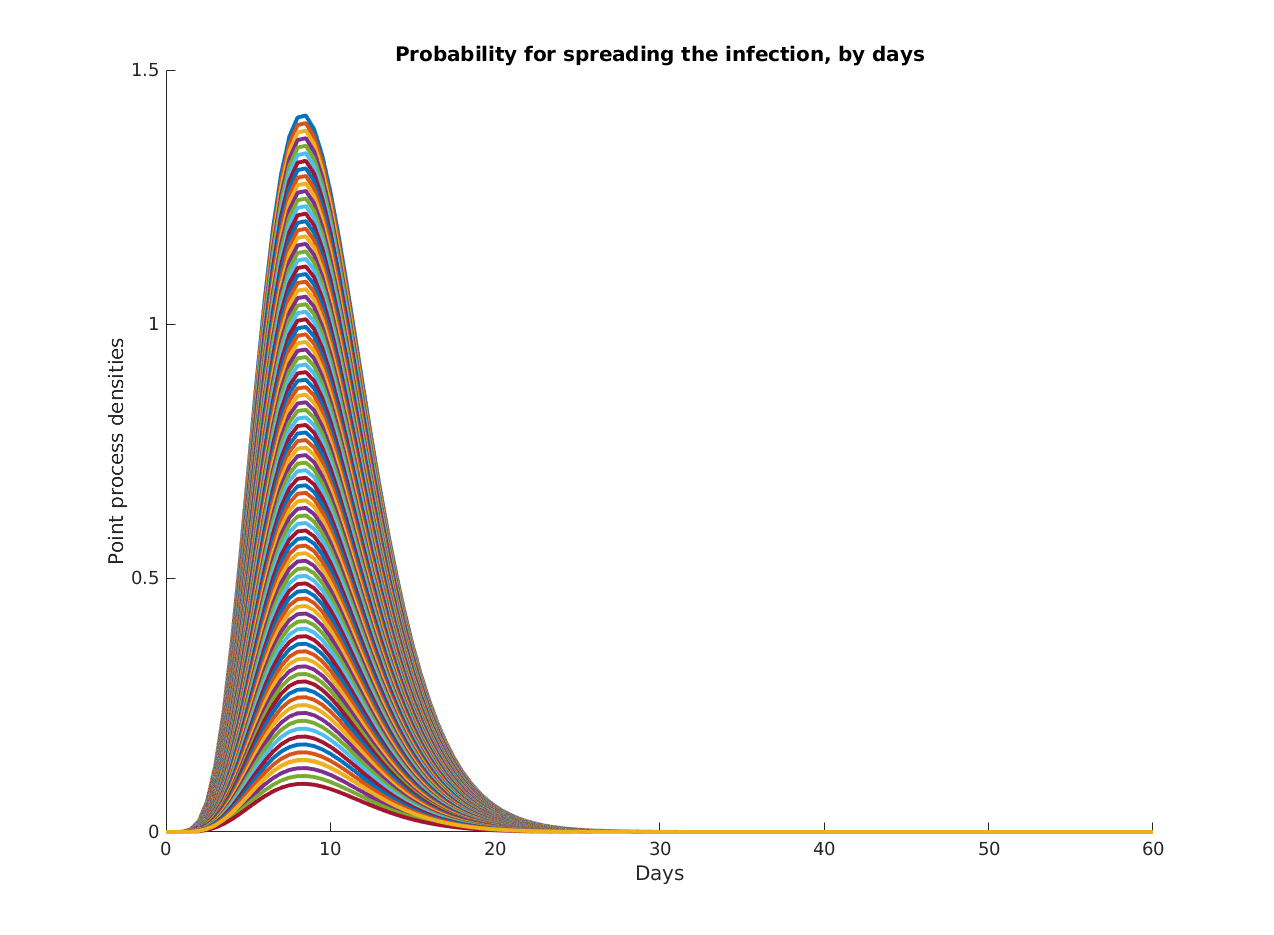 Probability for spreading the infection, by days
1.5
1
0.5
0
Point process densities
0 10 20 30 40 50 60
Days